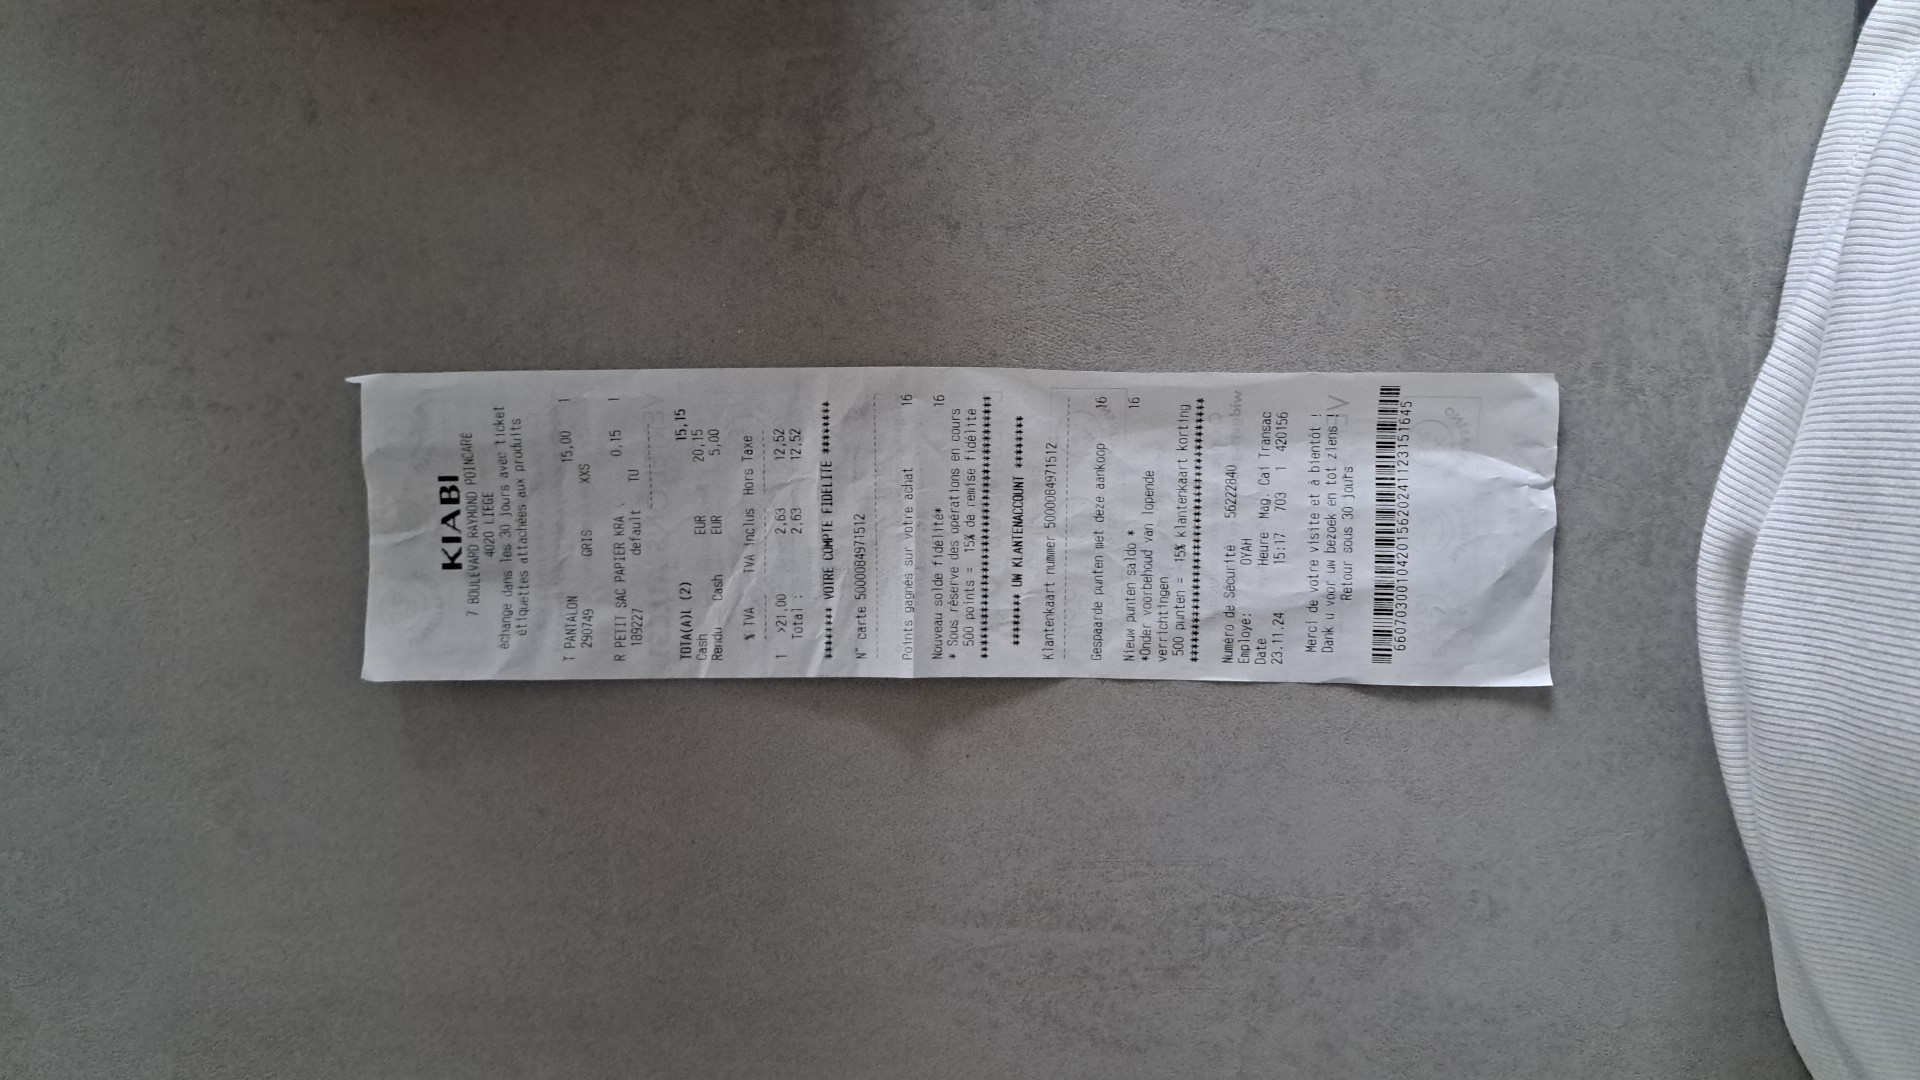 KIABI
7 BOULEVARD RAYMOND POINCARE
4020 LIEGE
échange dans les 30 jours avec ticket
étiquettes attachées aux produits
T PANTALON 15,00 1
290749 GRIS XXS
R PETIT SAC PAPIER KRA \ 0,15 1
189227 default TU
TOTA(A)L (2) 15,15
Cash EUR 20,15
Rendu Cash EUR 5,00
% TVA TVA inclus Hors Taxe
1 >21,00 2,63 12,52
Total : 2,63 12,52
******* VOTRE COMPTE FIDELITE *******
N° carte 5000084971512
Points gagnés sur votre achat 16
Nouveau solde fidélité* 16
* Sous réserve des opérations en cours
500 points = 15% de remise fidélité
****************************************
******** UW KLANTENACCOUNT ********
Klantenkaart nummer 5000084971512
Gespaarde punten met deze aankoop 16
Nieuw punten saldo * 16
*Onder voorbehoud van lopende
verrichtingen
500 punten = 15% klantenkaart korting
****************************************
Numéro de Sécurité 56222840
Employé: OYAH
Date Heure Mag. Cai Transac
23.11.24 15:17 703 1 420156
Merci de votre visite et à bientôt !
Dank u voor uw bezoek en tot ziens !
Retour sous 30 jours
66070300104201562024112315151645